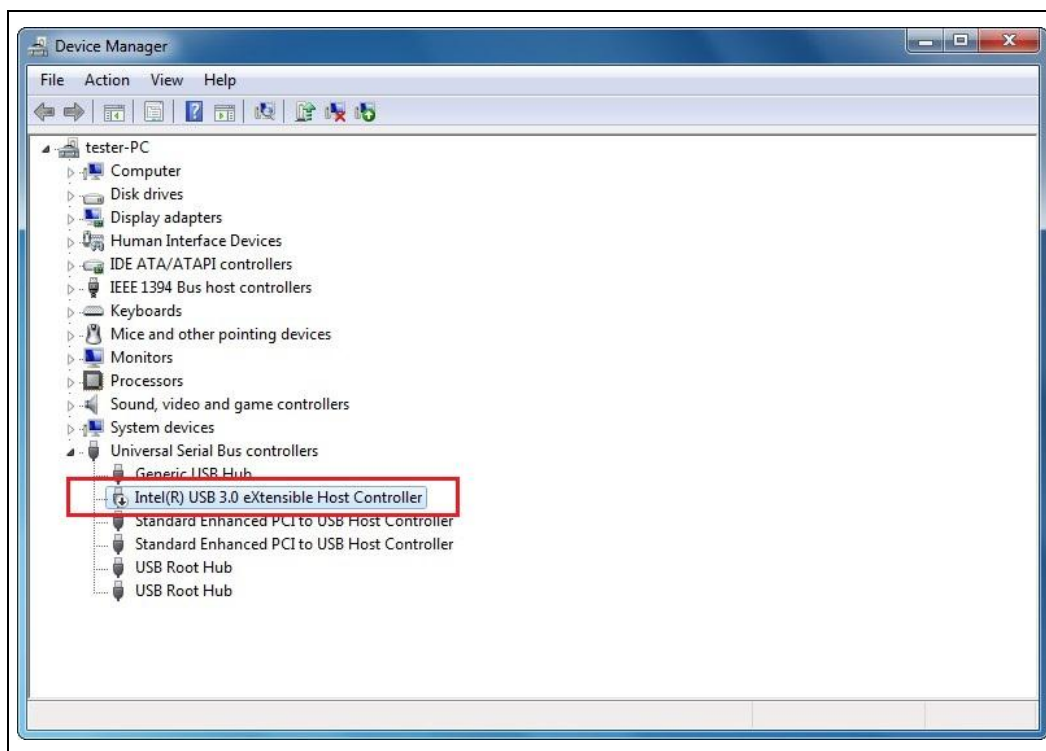 Device Manager
File Action View Help
tester-PC
Computer
Disk drives
Display adapters
Human Interface Devices
IDE ATA/ATAPI controllers
IEEE 1394 Bus host controllers
Keyboards
Mice and other pointing devices
Monitors
Processors
Sound, video and game controllers
System devices
Universal Serial Bus controllers
Generic USB Hub
Intel(R) USB 3.0 eXtensible Host Controller
Standard Enhanced PCI to USB Host Controller
Standard Enhanced PCI to USB Host Controller
USB Root Hub
USB Root Hub